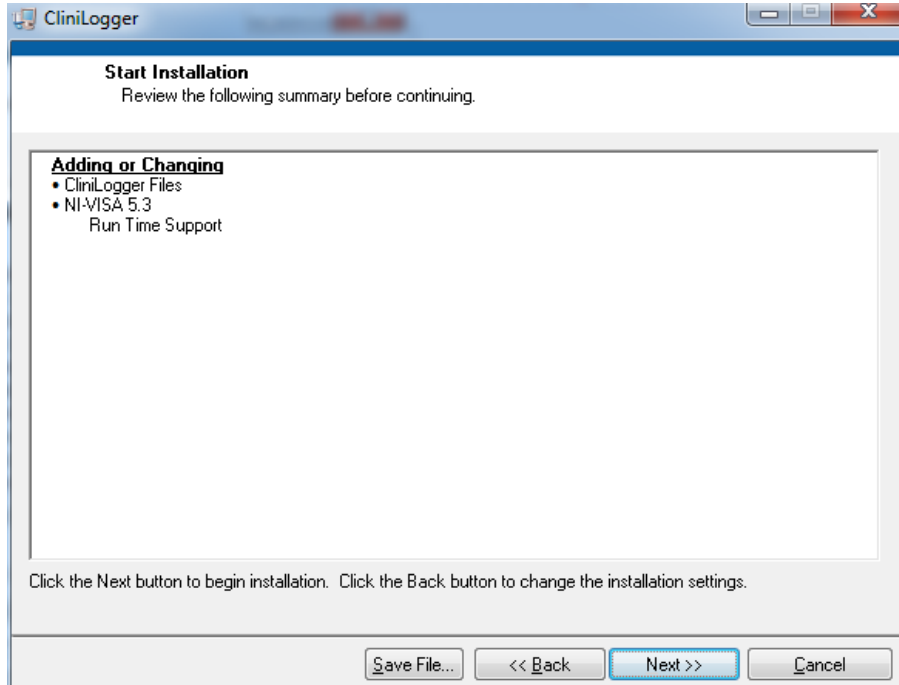 CliniLogger
Start Installation
Review the following summary before continuing.
Adding or Changing
• CliniLogger Files
• NI-VISA 5.3
Run Time Support
Click the Next button to begin installation. Click the Back button to change the installation settings.
Save File...
<< Back
Next >>
Cancel